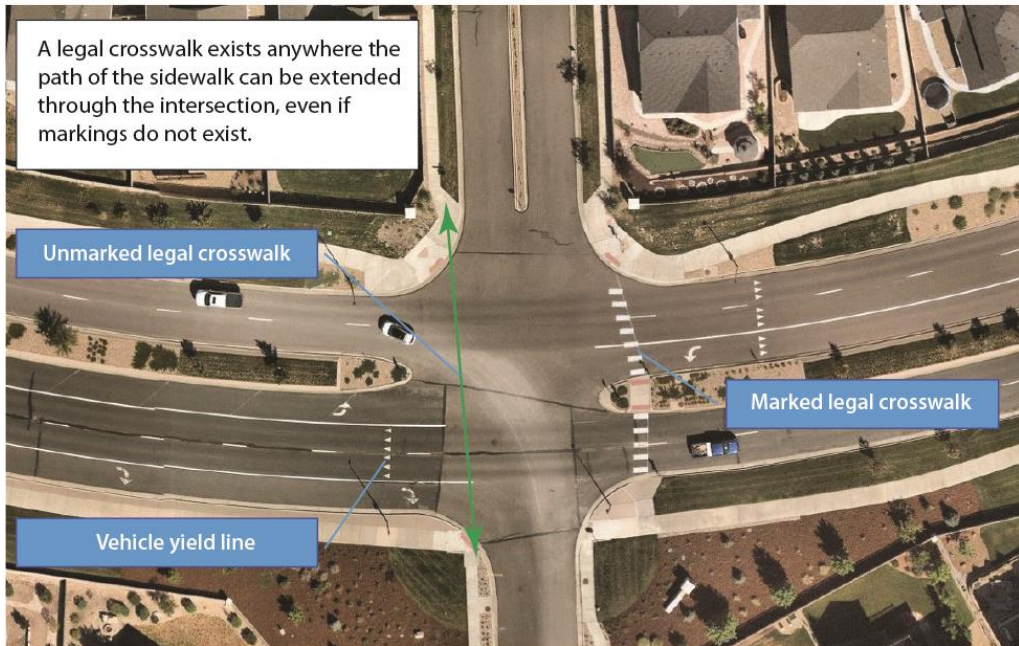 A legal crosswalk exists anywhere the
path of the sidewalk can be extended
through the intersection, even if
markings do not exist.
Unmarked legal crosswalk
Marked legal crosswalk
Vehicle yield line